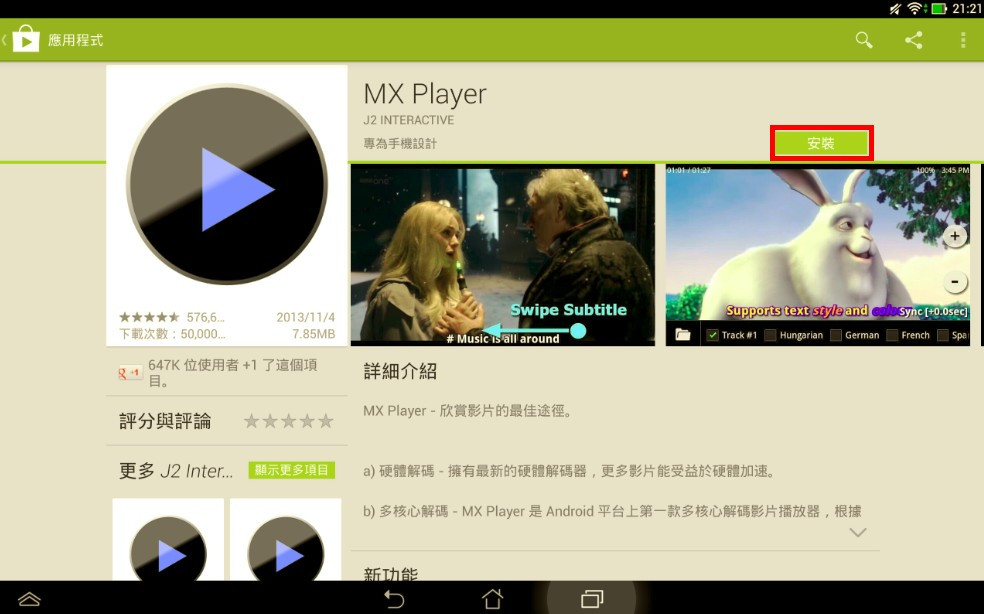 21:21
應用程式
MX Player
J2 INTERACTIVE
專為手機設計
安裝
576,6...
2013/11/4
下載次數：50,000...
7.85MB
Swipe Subtitle
# Music is all around
01:01 / 01:27
100% 3:45 PM
+
-
Supports text style and
Sync [+0.0sec]
Track #1
Hungarian
German
French
Spa
+1
647K 位使用者 +1 了這個項
目。
評分與評論
更多 J2 Inter...
顯示更多項目
詳細介紹
MX Player - 欣賞影片的最佳途徑。
a) 硬體解碼 - 擁有最新的硬體解碼器，更多影片能受益於硬體加速。
b) 多核心解碼 - MX Player 是 Android 平台上第一款多核心解碼影片播放器，根據
新功能